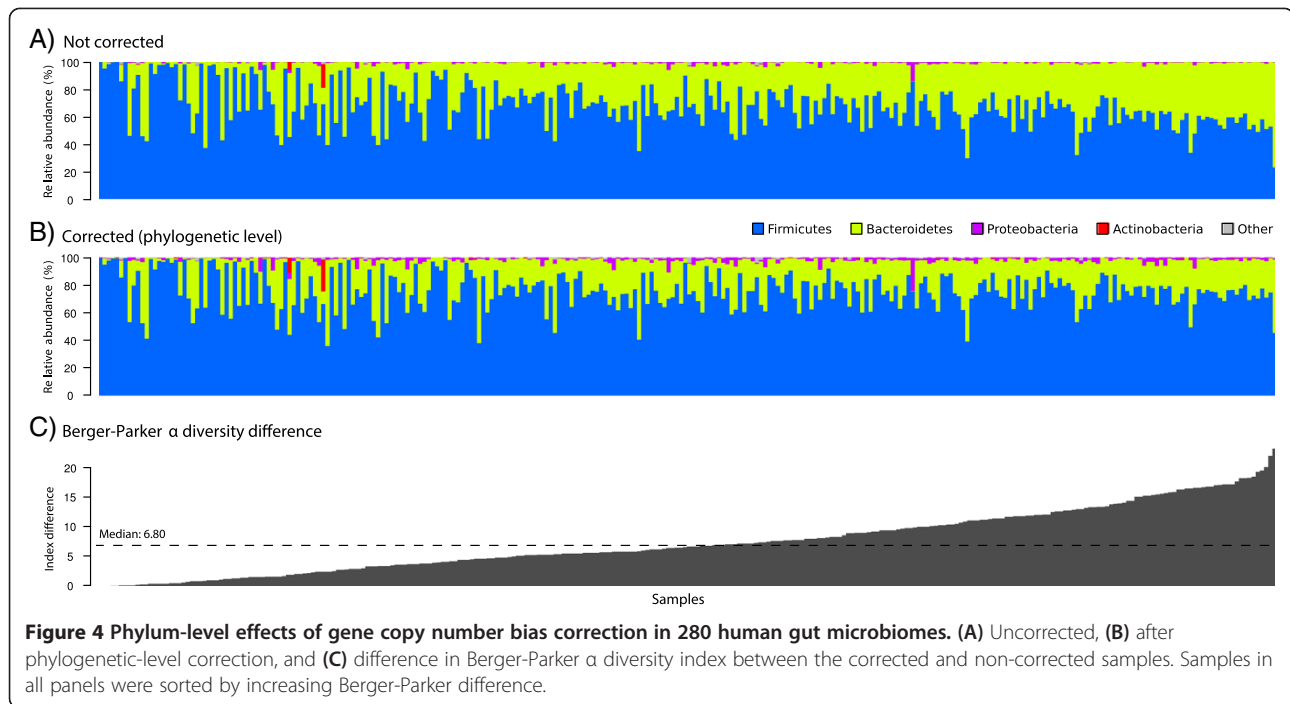 A) Not corrected
100
80
60
40
20
0
Relative abundance (%)
Firmicutes Bacteroidetes Proteobacteria Actinobacteria Other
B) Corrected (phylogenetic level)
100
80
60
40
20
0
Relative abundance (%)
C) Berger-Parker α diversity difference
20
15
10
5
0
Index difference
Median: 6.80
Samples
Figure 4 Phylum-level effects of gene copy number bias correction in 280 human gut microbiomes. (A) Uncorrected, (B) after
phylogenetic-level correction, and (C) difference in Berger-Parker α diversity index between the corrected and non-corrected samples. Samples in
all panels were sorted by increasing Berger-Parker difference.